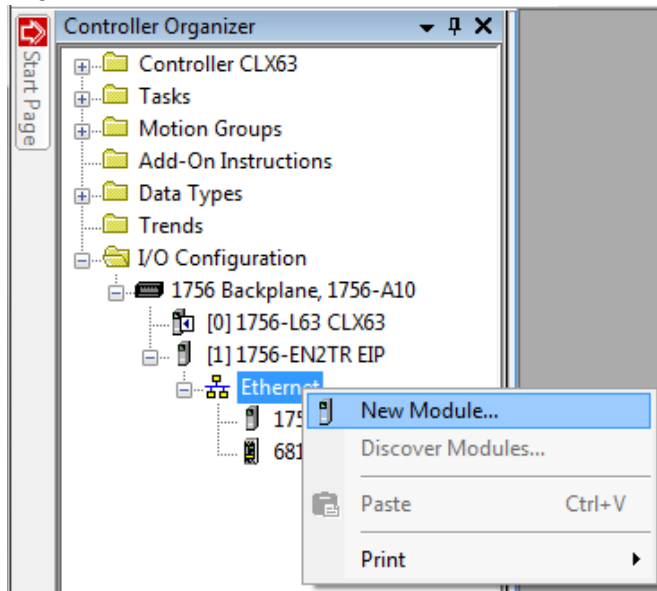 Controller Organizer
Start Page
Controller CLX63
Tasks
Motion Groups
Add-On Instructions
Data Types
Trends
I/O Configuration
1756 Backplane, 1756-A10
[0] 1756-L63 CLX63
[1] 1756-EN2TR EIP
Ethernet
New Module...
Discover Modules...
Paste Ctrl+V
Print